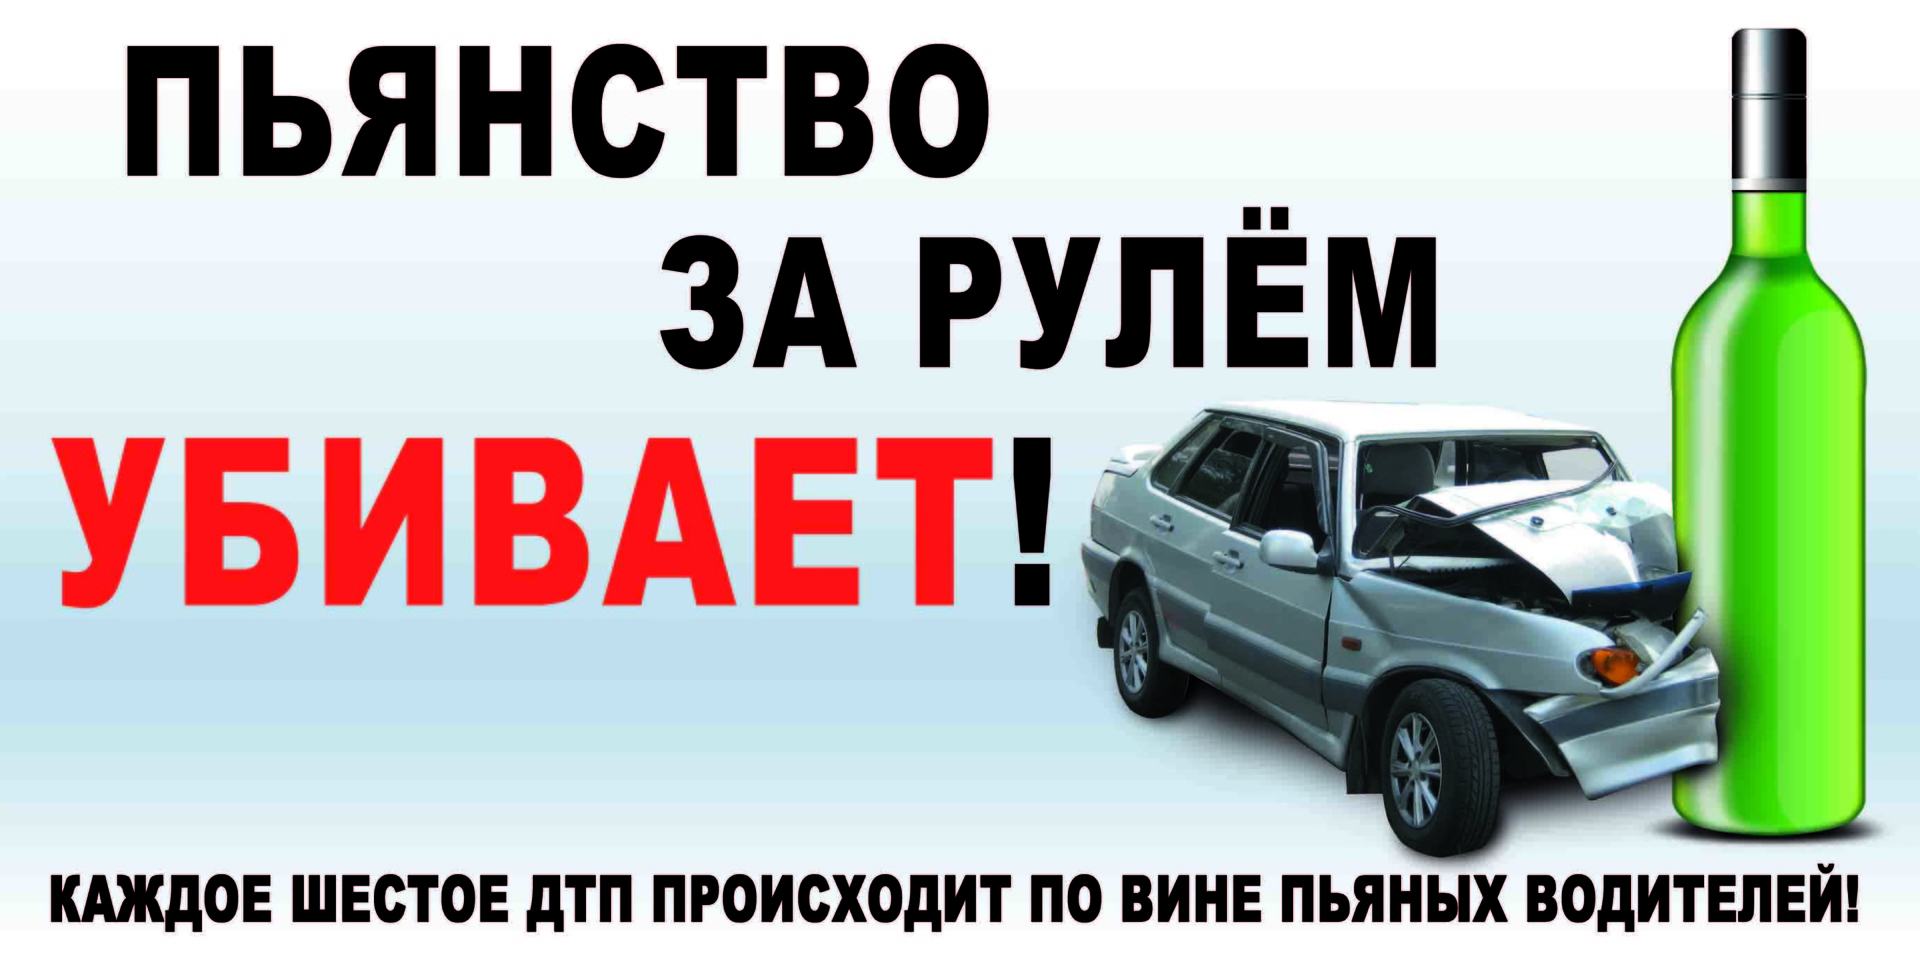 ПЬЯНСТВО
ЗА РУЛЁМ
УБИВАЕТ!
КАЖДОЕ ШЕСТОЕ ДТП ПРОИСХОДИТ ПО ВИНЕ ПЬЯНЫХ ВОДИТЕЛЕЙ!